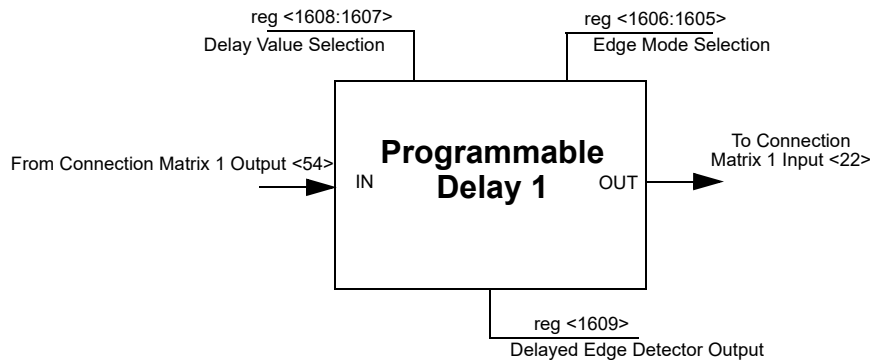 reg <1608:1607>
Delay Value Selection
reg <1606:1605>
Edge Mode Selection
From Connection Matrix 1 Output <54>
IN
Programmable
Delay 1
OUT
To Connection
Matrix 1 Input <22>
reg <1609>
Delayed Edge Detector Output